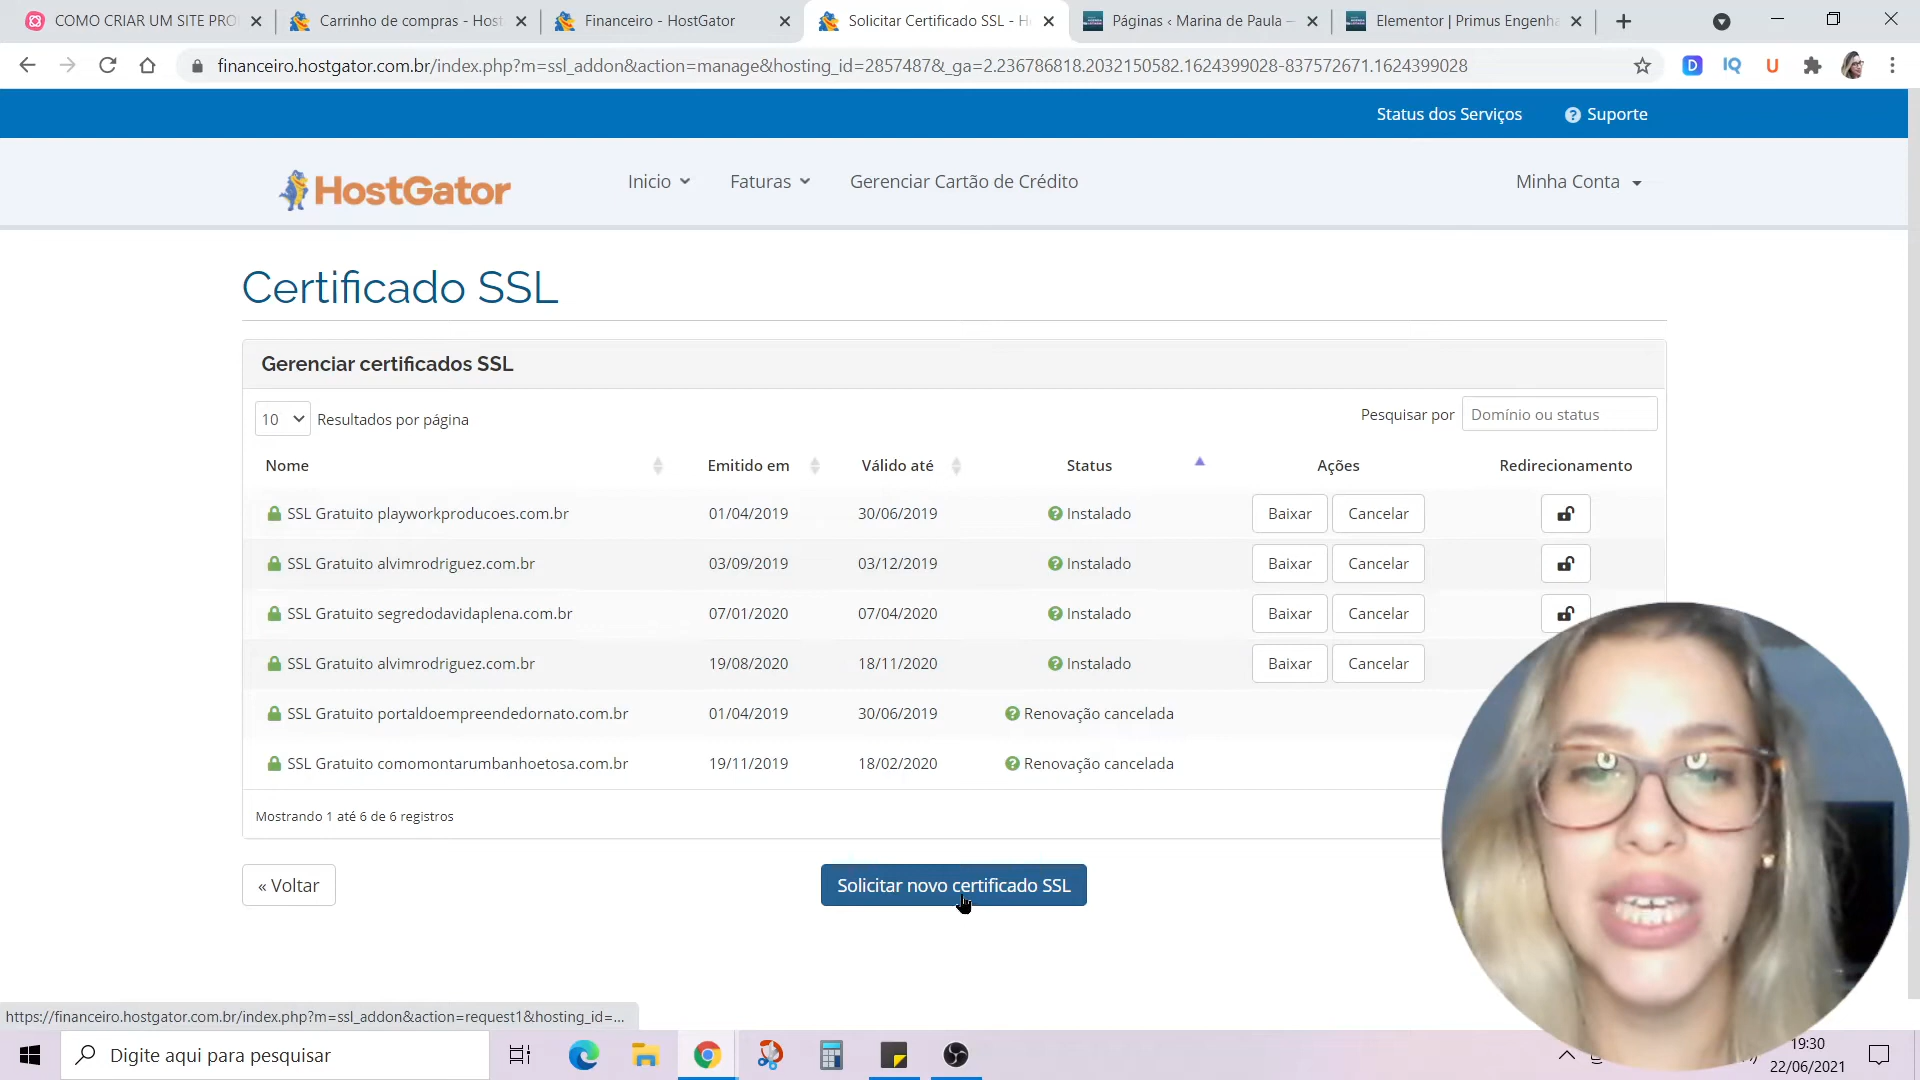 COMO CRIAR UM SITE PRO
Carrinho de compras - Host
Financeiro - HostGator
Solicitar Certificado SSL - H
Páginas ‹ Marina de Paula —
Elementor | Primus Engenha
financeiro.hostgator.com.br/index.php?m=ssl_addon&action=manage&hosting_id=2857487&_ga=2.236786818.2032150582.1624399028-837572671.1624399028
Status dos Serviços
Suporte
HostGator
Inicio
Faturas
Gerenciar Cartão de Crédito
Minha Conta
Certificado SSL
Gerenciar certificados SSL
10 Resultados por página
Pesquisar por Domínio ou status
Nome Emitido em Válido até Status Ações Redirecionamento
SSL Gratuito playworkproducoes.com.br 01/04/2019 30/06/2019 Instalado Baixar Cancelar
SSL Gratuito alvimrodriguez.com.br 03/09/2019 03/12/2019 Instalado Baixar Cancelar
SSL Gratuito segredodavidaplena.com.br 07/01/2020 07/04/2020 Instalado Baixar Cancelar
SSL Gratuito alvimrodriguez.com.br 19/08/2020 18/11/2020 Instalado Baixar Cancelar
SSL Gratuito portaldoempreendedornato.com.br 01/04/2019 30/06/2019 Renovação cancelada
SSL Gratuito comomontarumbanhoetosa.com.br 19/11/2019 18/02/2020 Renovação cancelada
Mostrando 1 até 6 de 6 registros
« Voltar
Solicitar novo certificado SSL
https://financeiro.hostgator.com.br/index.php?m=ssl_addon&action=request1&hosting_id=...
Digite aqui para pesquisar
19:30
22/06/2021